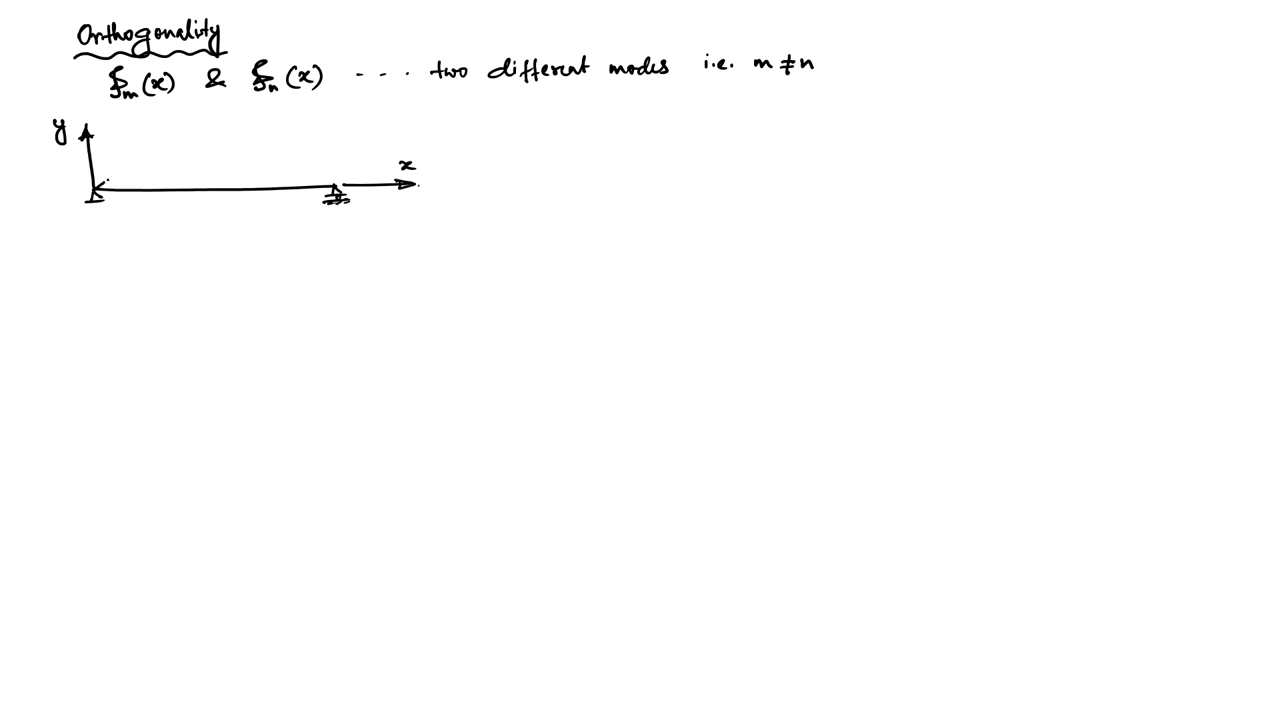 Orthogonality
ξₘ(x) & ξₙ(x) - - - . two different modes i.e. m ≠ n
y
x